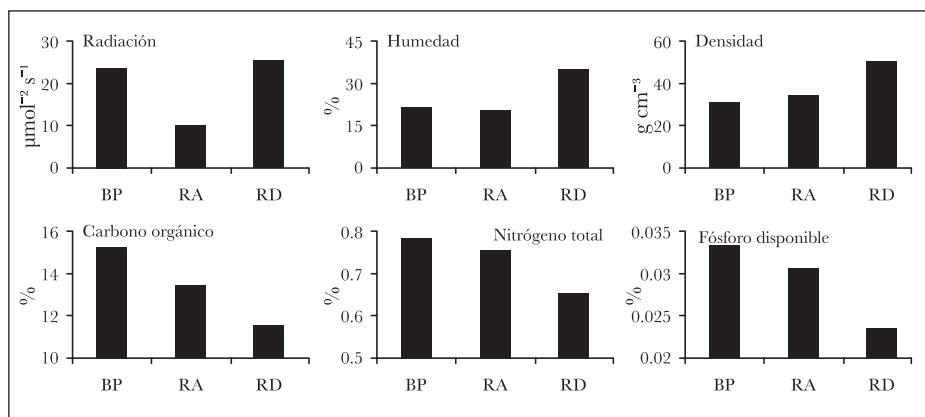 Radiación
30
20
10
0
µmol⁻² s⁻¹
BP RA RD
Humedad
45
30
15
0
%
BP RA RD
Densidad
60
40
20
0
g cm⁻³
BP RA RD
Carbono orgánico
16
14
12
10
%
BP RA RD
Nitrógeno total
0.8
0.7
0.6
0.5
%
BP RA RD
Fósforo disponible
0.035
0.03
0.025
0.02
%
BP RA RD